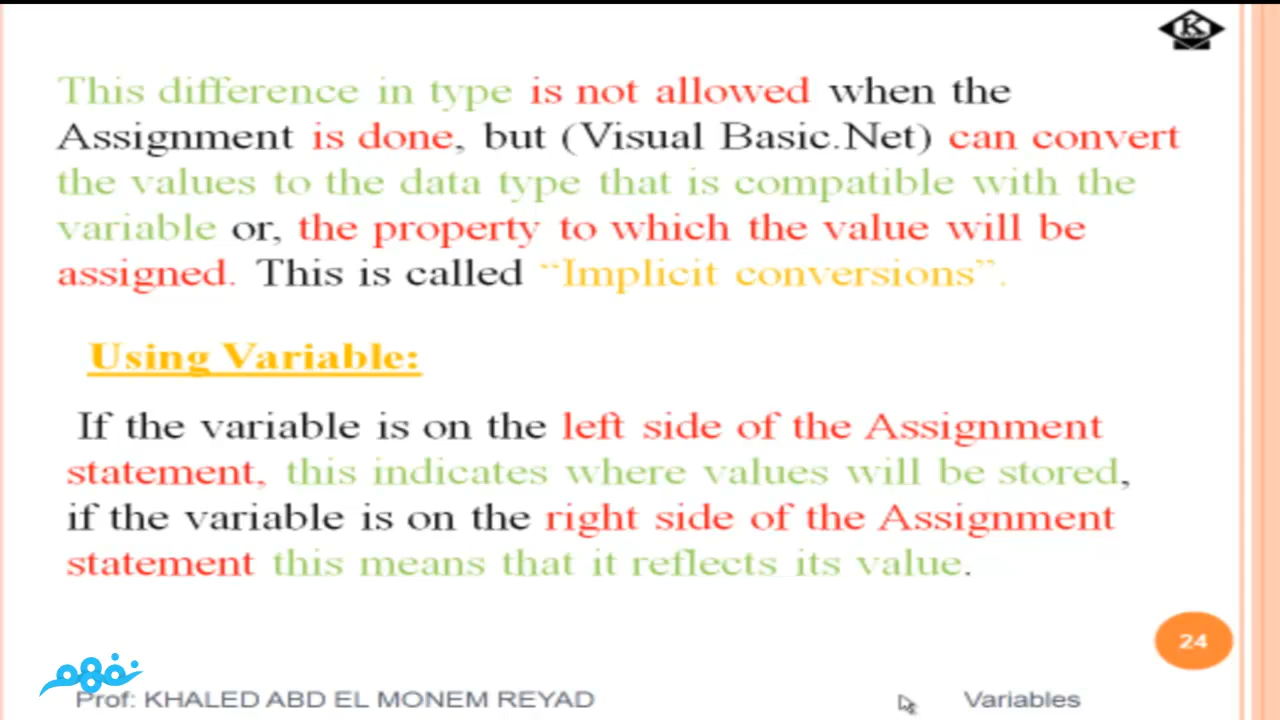 K
This difference in type is not allowed when the
Assignment is done, but (Visual Basic.Net) can convert
the values to the data type that is compatible with the
variable or, the property to which the value will be
assigned. This is called “Implicit conversions”.
Using Variable:
If the variable is on the left side of the Assignment
statement, this indicates where values will be stored,
if the variable is on the right side of the Assignment
statement this means that it reflects its value.
24
نفهم
Prof: KHALED ABD EL MONEM REYAD
Variables